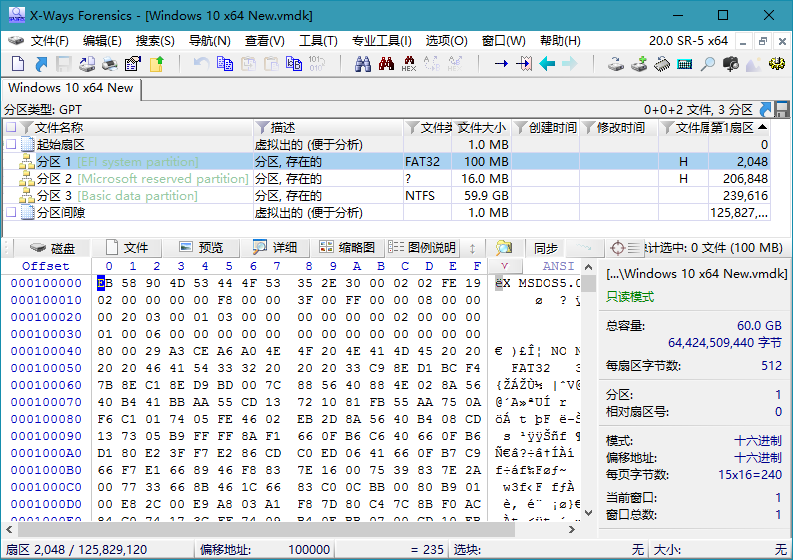 X-Ways Forensics - [Windows 10 x64 New.vmdk]
文件(F) 编辑(E) 搜索(S) 导航(N) 查看(V) 工具(T) 专业工具(I) 选项(O) 窗口(W) 帮助(H) 20.0 SR-5 x64
Windows 10 x64 New
分区类型: GPT 0+0+2 文件, 3 分区
文件名称 描述 文件类 文件大小 创建时间 修改时间 文件属 第1扇区
起始扇区 虚拟出的 (便于分析) 1.0 MB 0
分区 1 [EFI system partition] 分区, 存在的 FAT32 100 MB H 2,048
分区 2 [Microsoft reserved partition] 分区, 存在的 ? 16.0 MB H 206,848
分区 3 [Basic data partition] 分区, 存在的 NTFS 59.9 GB 239,616
分区间隙 虚拟出的 (便于分析) 1.0 MB 125,827,...
磁盘 文件 预览 详细 缩略图 图例说明 同步 计选中: 0 文件 (100 MB)
Offset 0 1 2 3 4 5 6 7 8 9 A B C D E F ANSI
000100000 EB 58 90 4D 53 44 4F 53 35 2E 30 00 02 02 FE 19
000100010 02 00 00 00 00 F8 00 00 3F 00 FF 00 00 08 00 00
000100020 00 20 03 00 01 03 00 00 00 00 00 00 02 00 00 00
000100030 01 00 06 00 00 00 00 00 00 00 00 00 00 00 00 00
000100040 80 00 29 A3 CE A6 A0 4E 4F 20 4E 41 4D 45 20 20
000100050 20 20 46 41 54 33 32 20 20 20 33 C9 8E D1 BC F4
000100060 7B 8E C1 8E D9 BD 00 7C 88 56 40 88 4E 02 8A 56
000100070 40 B4 41 BB AA 55 CD 13 72 10 81 FB 55 AA 75 0A
000100080 F6 C1 01 74 05 FE 46 02 EB 2D 8A 56 40 B4 08 CD
000100090 13 73 05 B9 FF FF 8A F1 66 0F B6 C6 40 66 0F B6
0001000A0 D1 80 E2 3F F7 E2 86 CD C0 ED 06 41 66 0F B7 C9
0001000B0 66 F7 E1 66 89 46 F8 83 7E 16 00 75 39 83 7E 2A
0001000C0 00 77 33 66 8B 46 1C 66 83 C0 0C BB 00 80 B9 01
0001000D0 00 E8 2C 00 E9 A8 03 A1 F8 7D 80 C4 7C 8B F0 AC
[...\Windows 10 x64 New.vmdk]
只读模式
总容量: 60.0 GB
64,424,509,440 字节
每扇区字节数: 512
分区: 1
相对扇区号: 0
模式: 十六进制
偏移地址: 十六进制
每页字节数: 15x16=240
当前窗口: 1
窗口总数: 1
扇区 2,048 / 125,829,120 偏移地址: 100000 = 235 选块: 无 大小: 无